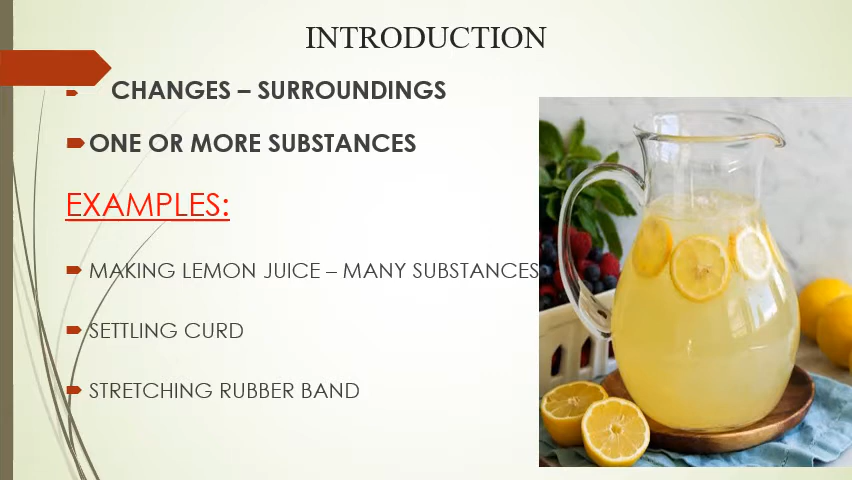 INTRODUCTION
CHANGES – SURROUNDINGS
ONE OR MORE SUBSTANCES
EXAMPLES:
MAKING LEMON JUICE – MANY SUBSTANCES
SETTLING CURD
STRETCHING RUBBER BAND